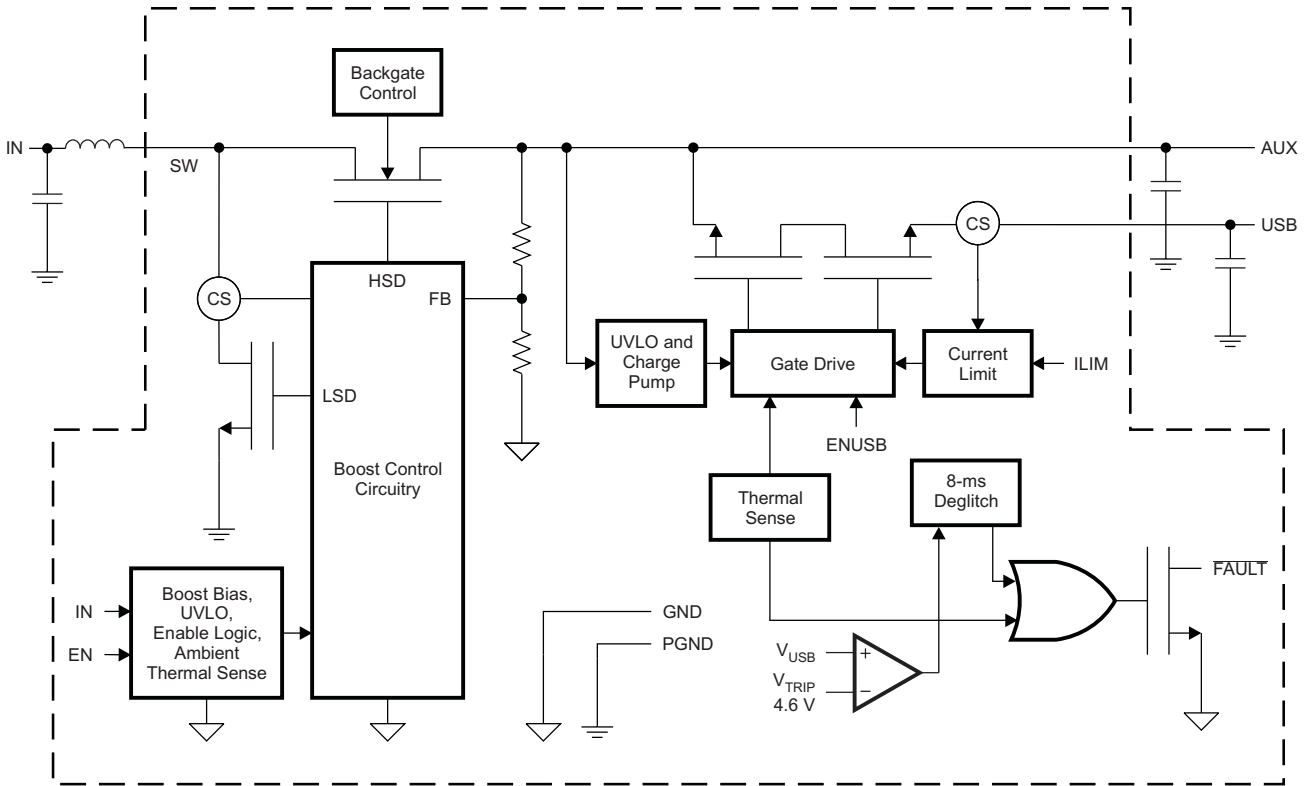 Backgate
Control
IN
SW
AUX
USB
CS
HSD
FB
CS
LSD
UVLO and
Charge
Pump
Gate Drive
Current
Limit
ILIM
ENUSB
Boost Control
Circuitry
Thermal
Sense
8-ms
Deglitch
FAULT
Boost Bias,
UVLO,
Enable Logic,
Ambient
Thermal Sense
IN
EN
GND
PGND
VUSB
+
VTRIP
−
4.6 V